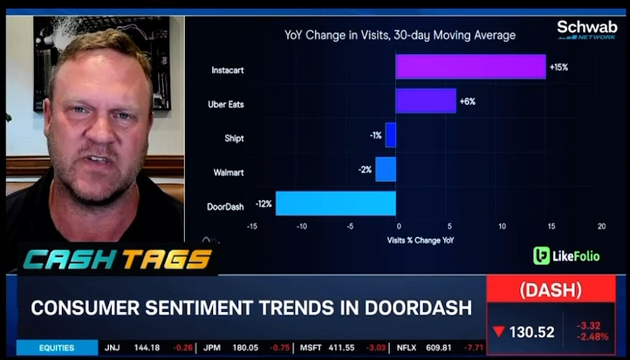 Schwab
NETWORK
YoY Change in Visits, 30-day Moving Average
Instacart +15%
Uber Eats +6%
Shipt -1%
Walmart -2%
DoorDash -12%
-15 -10 -5 0 5 10 15 20
Visits % Change YoY
LikeFolio
CASH TAGS
CONSUMER SENTIMENT TRENDS IN DOORDASH
(DASH)
130.52
-3.32
-2.48%
EQUITIES JNJ 144.18 -0.26 JPM 180.05 -0.75 MSFT 411.55 -3.03 NFLX 609.81 -7.71